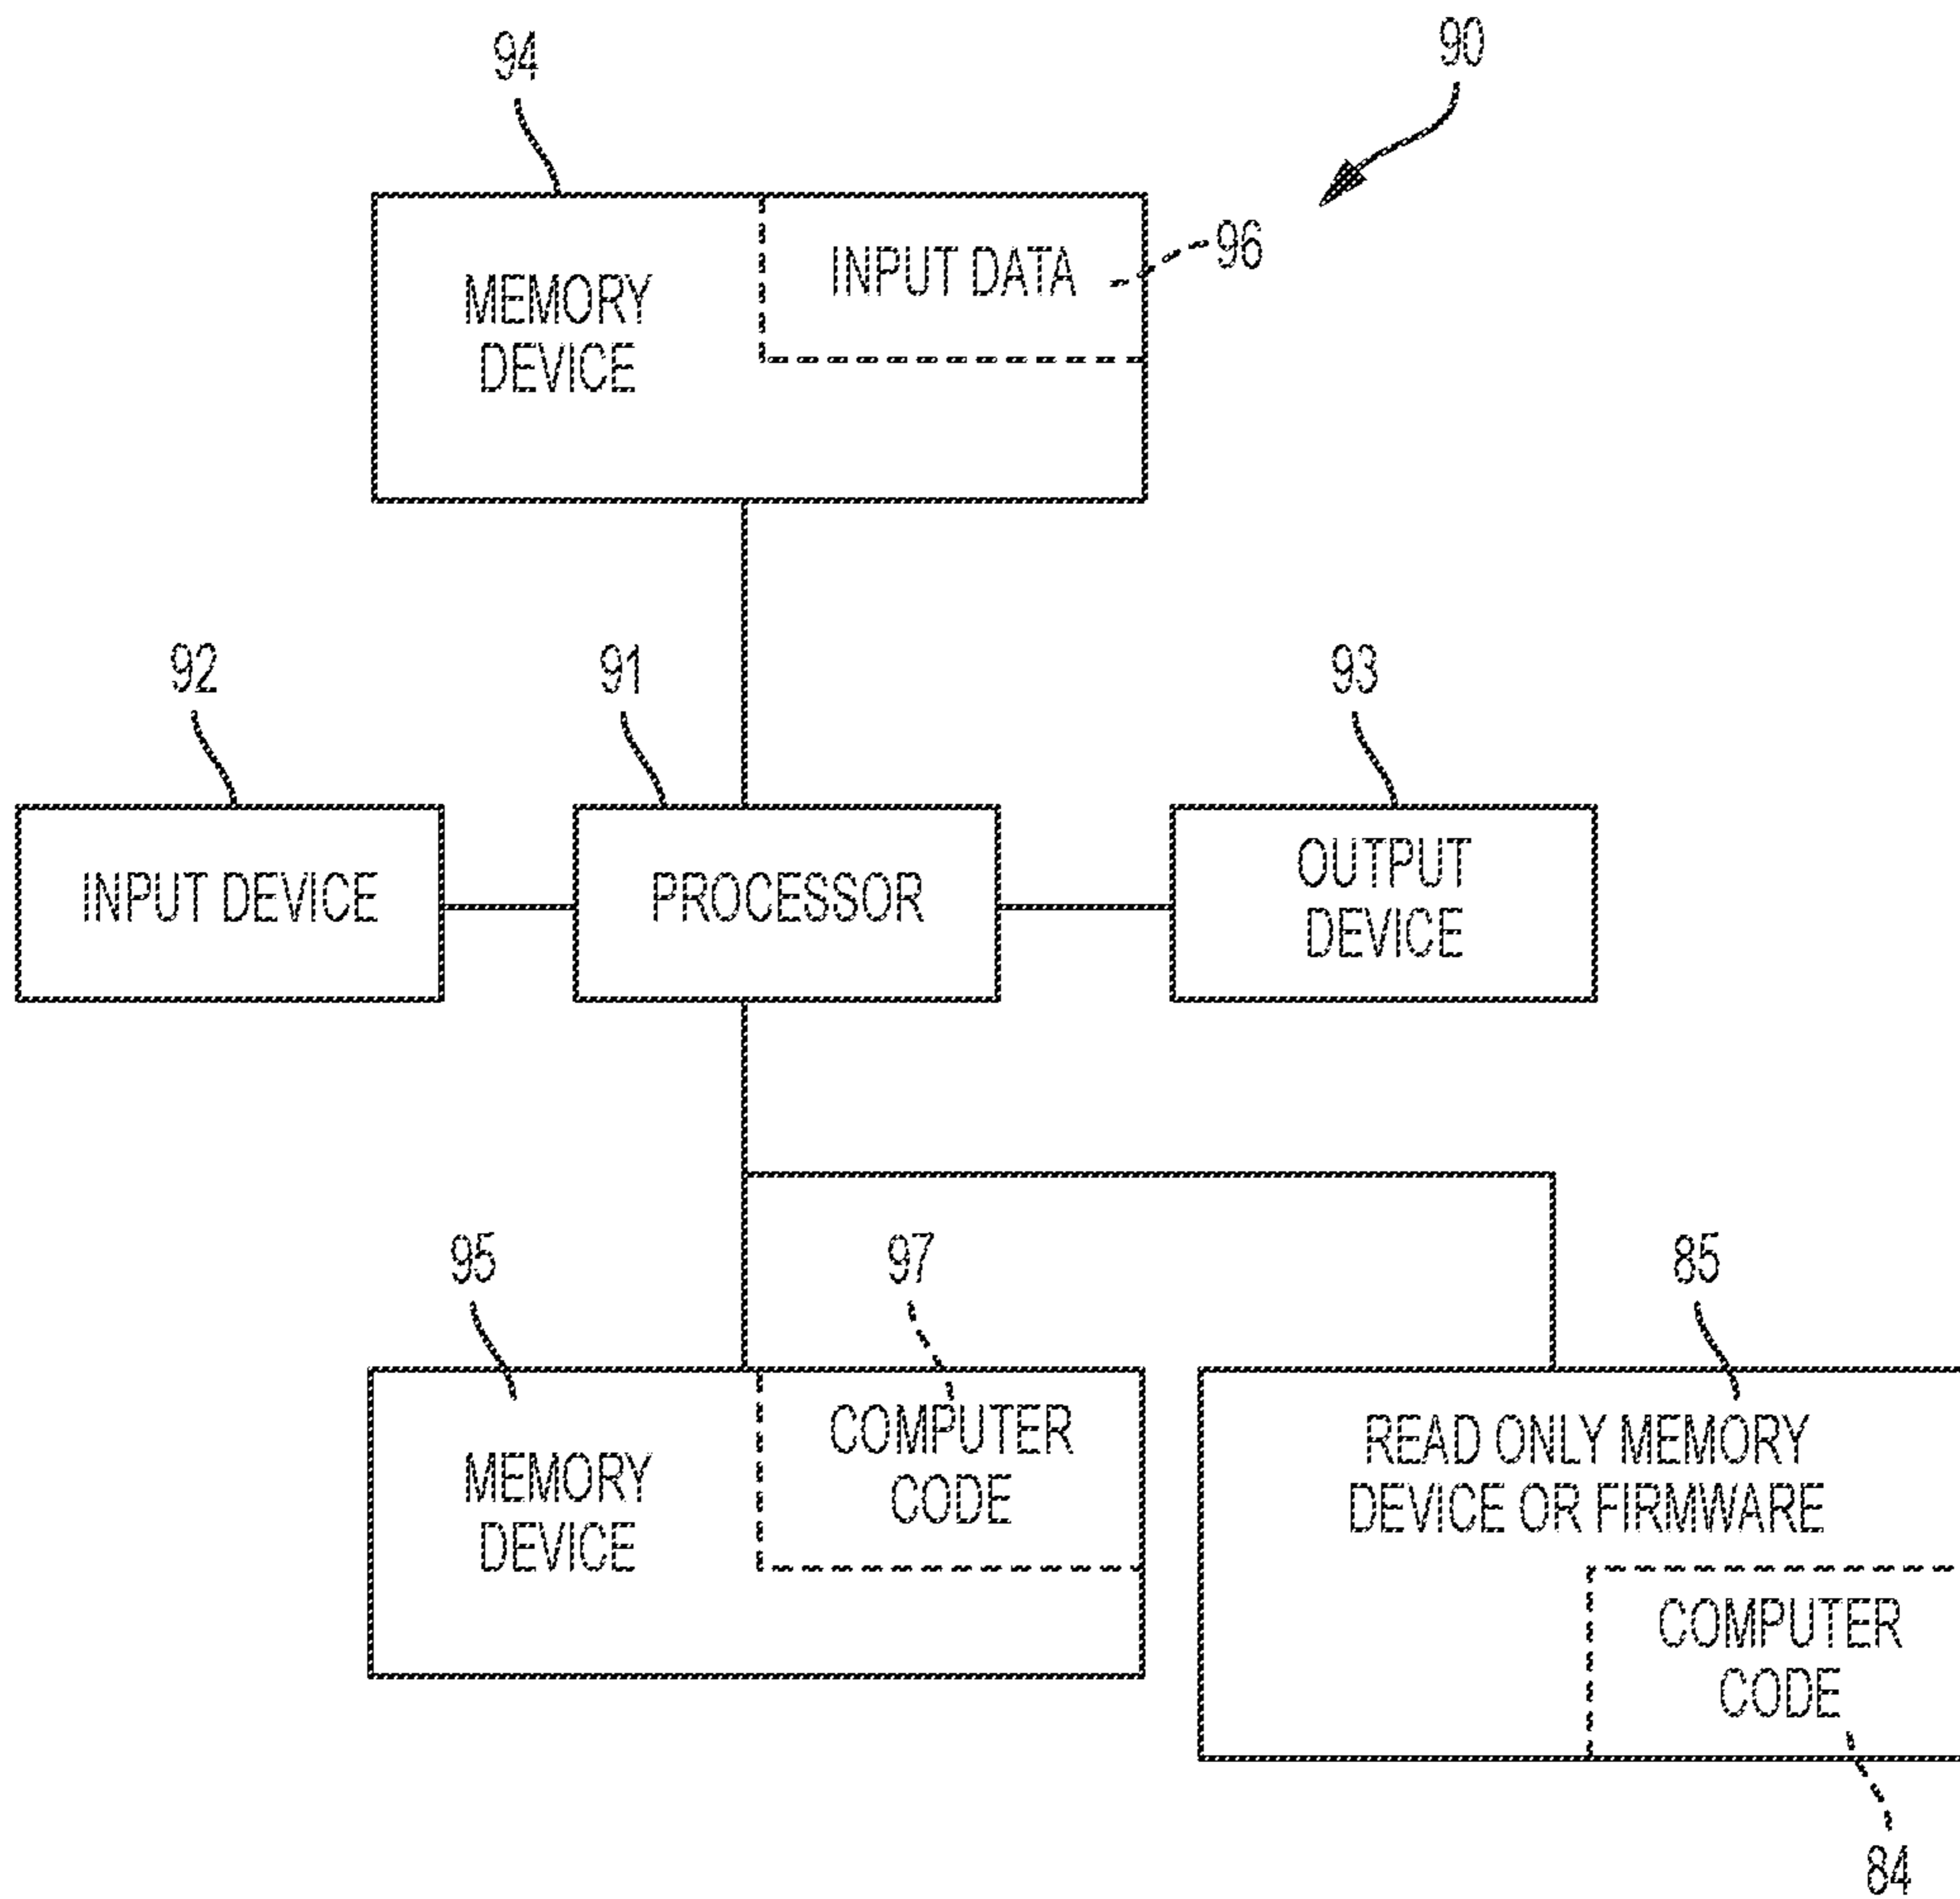 94
90
INPUT DATA
96
MEMORY
DEVICE
92
91
93
INPUT DEVICE
PROCESSOR
OUTPUT
DEVICE
95
97
85
MEMORY
DEVICE
COMPUTER
CODE
READ ONLY MEMORY
DEVICE OR FIRMWARE
COMPUTER
CODE
84